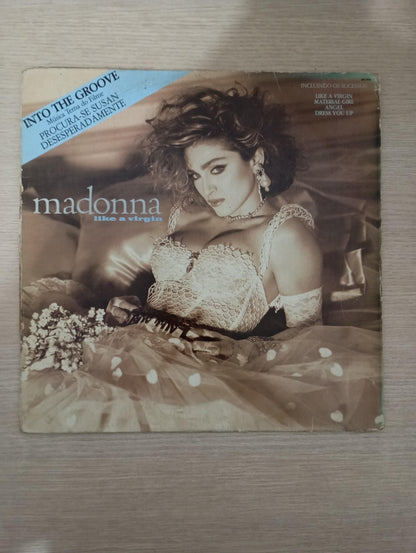 INTO THE GROOVE
Música Tema do Filme
PROCURA-SE SUSAN
DESESPERADAMENTE
INCLUINDO OS SUCESSOS:
LIKE A VIRGIN
MATERIAL GIRL
ANGEL
DRESS YOU UP
madonna
like a virgin